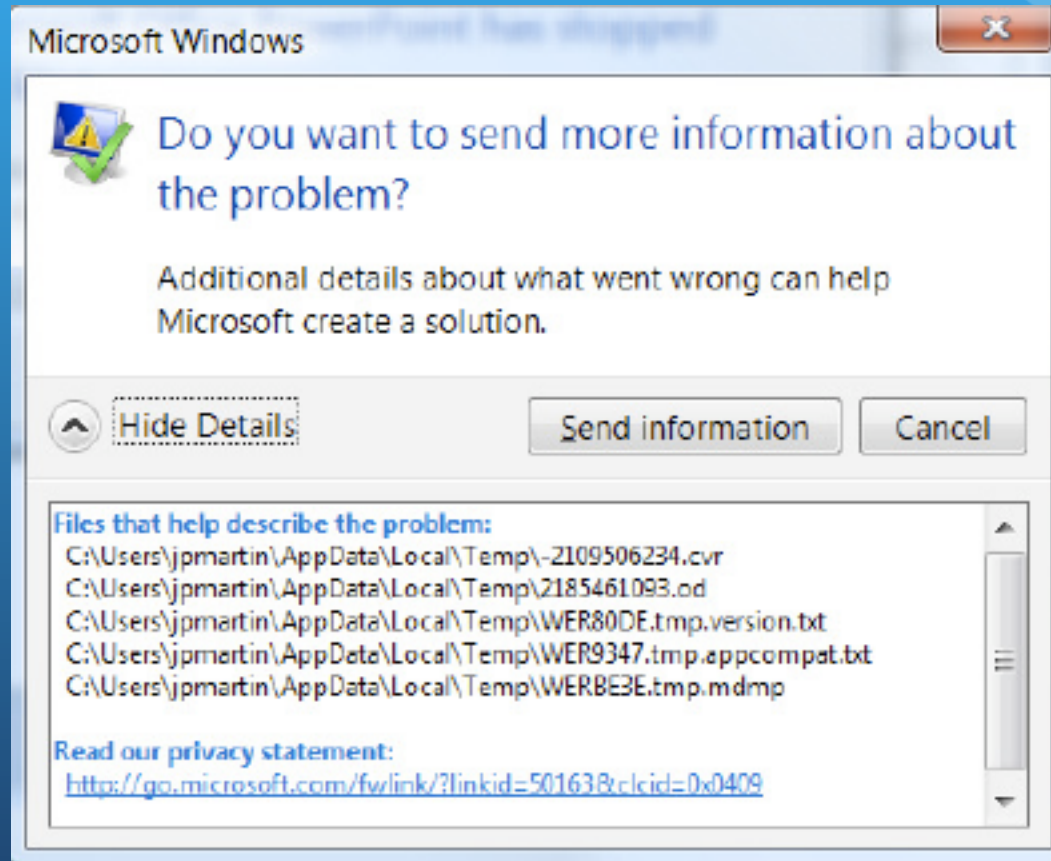 PowerPoint has stopped
Microsoft Windows
Do you want to send more information about
the problem?
Additional details about what went wrong can help
Microsoft create a solution.
Hide Details
Send information
Cancel
Files that help describe the problem:
C:\Users\jpmartin\AppData\Local\Temp\-2109506234.cvr
C:\Users\jpmartin\AppData\Local\Temp\2185461093.od
C:\Users\jpmartin\AppData\Local\Temp\WER80DE.tmp.version.txt
C:\Users\jpmartin\AppData\Local\Temp\WER9347.tmp.appcompat.txt
C:\Users\jpmartin\AppData\Local\Temp\WERBE3E.tmp.mdmp
Read our privacy statement:
http://go.microsoft.com/fwlink/?linkid=50163&clcid=0x0409